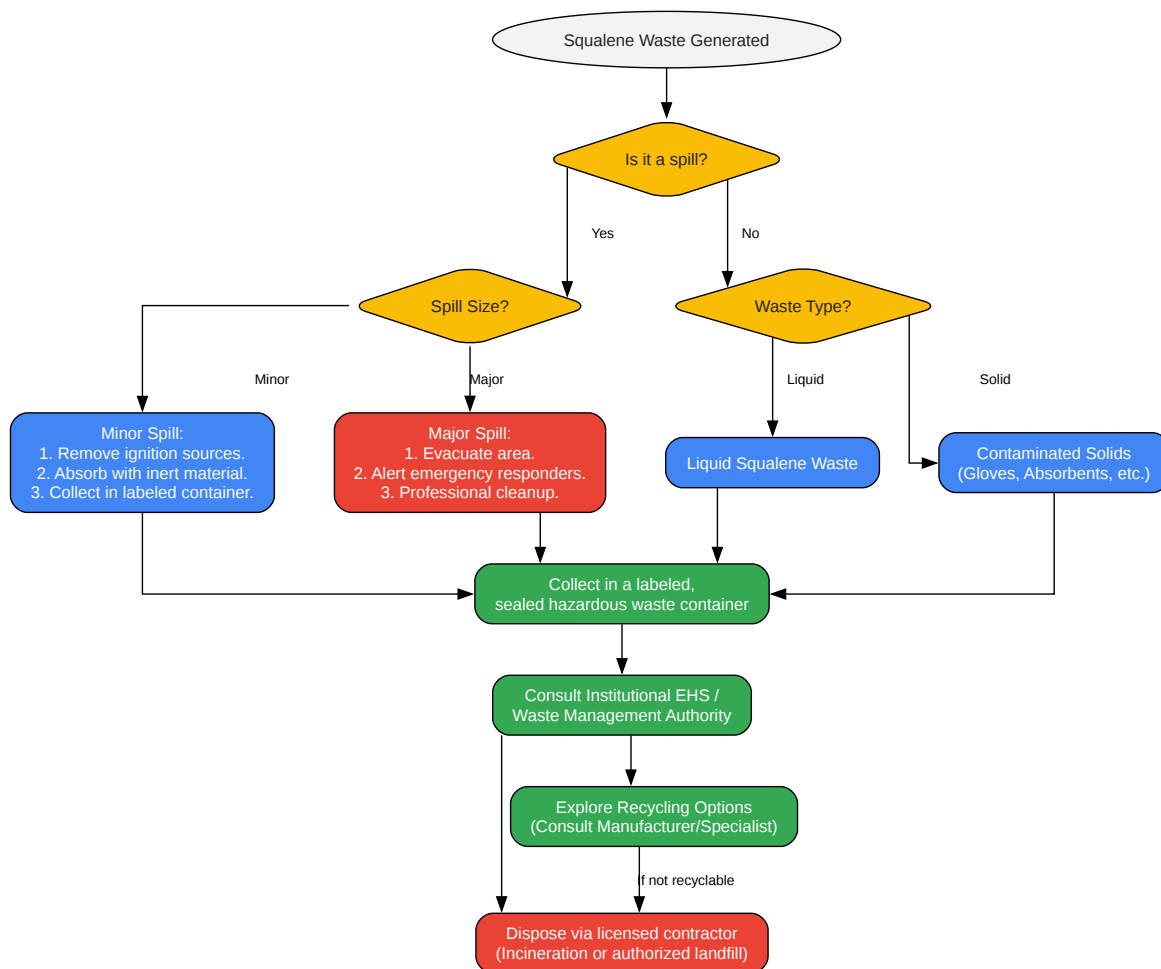 Squalene Waste Generated
Is it a spill?
Yes
No
Spill Size?
Waste Type?
Minor
Major
Liquid
Solid
Minor Spill:
1. Remove ignition sources.
2. Absorb with inert material.
3. Collect in labeled container.
Major Spill:
1. Evacuate area.
2. Alert emergency responders.
3. Professional cleanup.
Liquid Squalene Waste
Contaminated Solids
(Gloves, Absorbents, etc.)
Collect in a labeled,
sealed hazardous waste container
Consult Institutional EHS /
Waste Management Authority
Explore Recycling Options
(Consult Manufacturer/Specialist)
If not recyclable
Dispose via licensed contractor
(Incineration or authorized landfill)